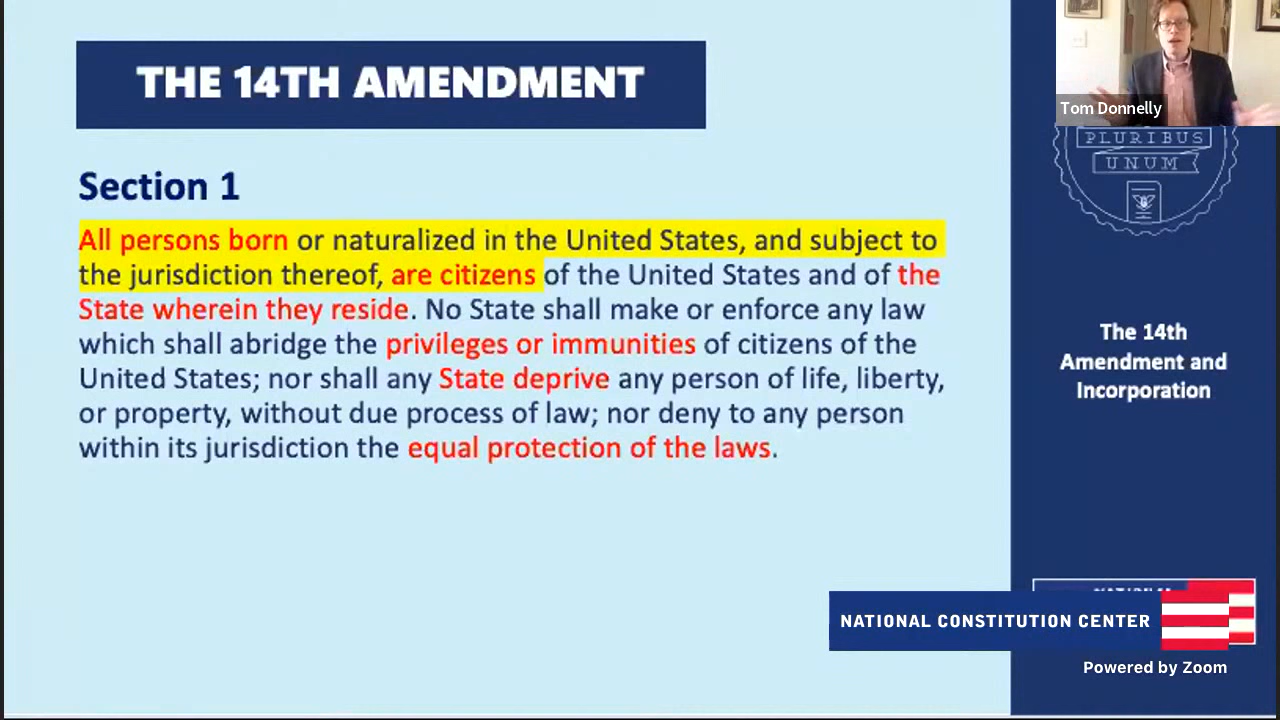 THE 14TH AMENDMENT
Section 1
All persons born or naturalized in the United States, and subject to
the jurisdiction thereof, are citizens of the United States and of the
State wherein they reside. No State shall make or enforce any law
which shall abridge the privileges or immunities of citizens of the
United States; nor shall any State deprive any person of life, liberty,
or property, without due process of law; nor deny to any person
within its jurisdiction the equal protection of the laws.
Tom Donnelly
PLURIBUS
UNUM
The 14th
Amendment and
Incorporation
NATIONAL CONSTITUTION CENTER
Powered by Zoom